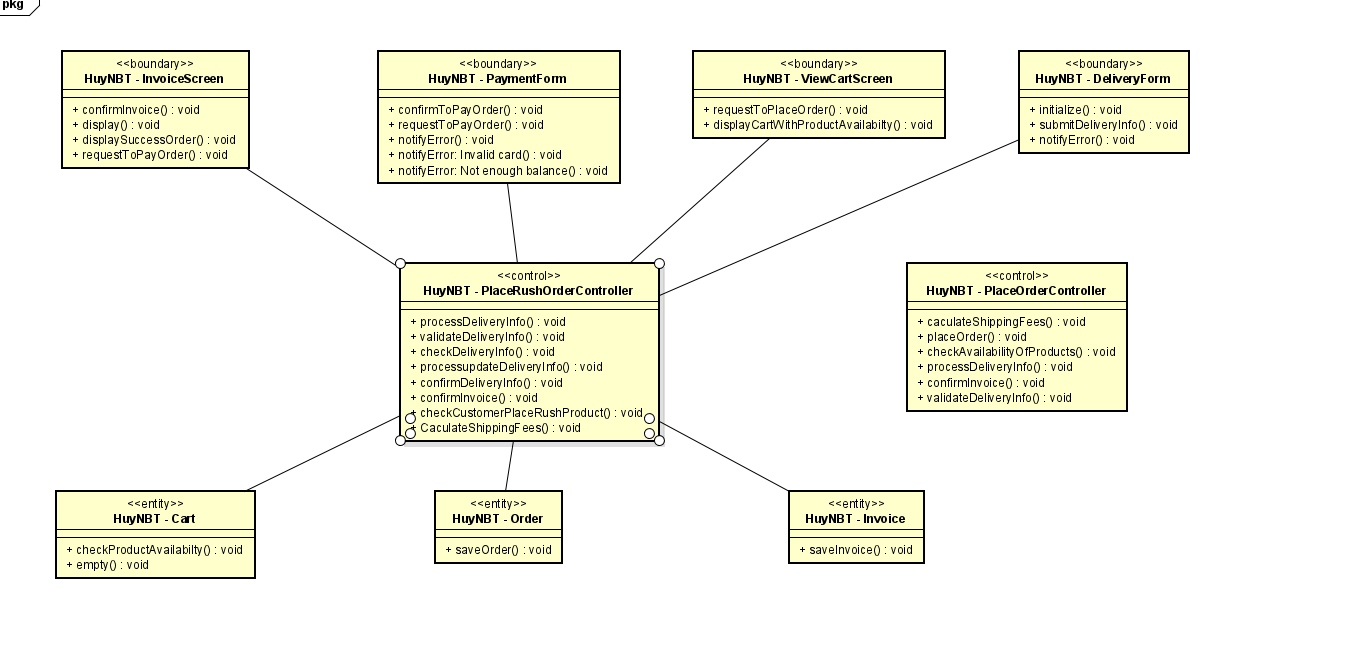 pkg
<<boundary>>
HuyNBT - InvoiceScreen
+ confirmInvoice() : void
+ display() : void
+ displaySuccessOrder() : void
+ requestToPayOrder() : void
<<boundary>>
HuyNBT - PaymentForm
+ confirmToPayOrder() : void
+ requestToPayOrder() : void
+ notifyError() : void
+ notifyError: Invalid card() : void
+ notifyError: Not enough balance() : void
<<boundary>>
HuyNBT - ViewCartScreen
+ requestToPlaceOrder() : void
+ displayCartWithProductAvailabilty() : void
<<boundary>>
HuyNBT - DeliveryForm
+ initialize() : void
+ submitDeliveryInfo() : void
+ notifyError() : void
<<control>>
HuyNBT - PlaceRushOrderController
+ processDeliveryInfo() : void
+ validateDeliveryInfo() : void
+ checkDeliveryInfo() : void
+ processupdateDeliveryInfo() : void
+ confirmDeliveryInfo() : void
+ confirmInvoice() : void
+ checkCustomerPlaceRushProduct() : void
+ CaculateShippingFees() : void
<<control>>
HuyNBT - PlaceOrderController
+ caculateShippingFees() : void
+ placeOrder() : void
+ checkAvailabilityOfProducts() : void
+ processDeliveryInfo() : void
+ confirmInvoice() : void
+ validateDeliveryInfo() : void
<<entity>>
HuyNBT - Cart
+ checkProductAvailabilty() : void
+ empty() : void
<<entity>>
HuyNBT - Order
+ saveOrder() : void
<<entity>>
HuyNBT - Invoice
+ saveInvoice() : void